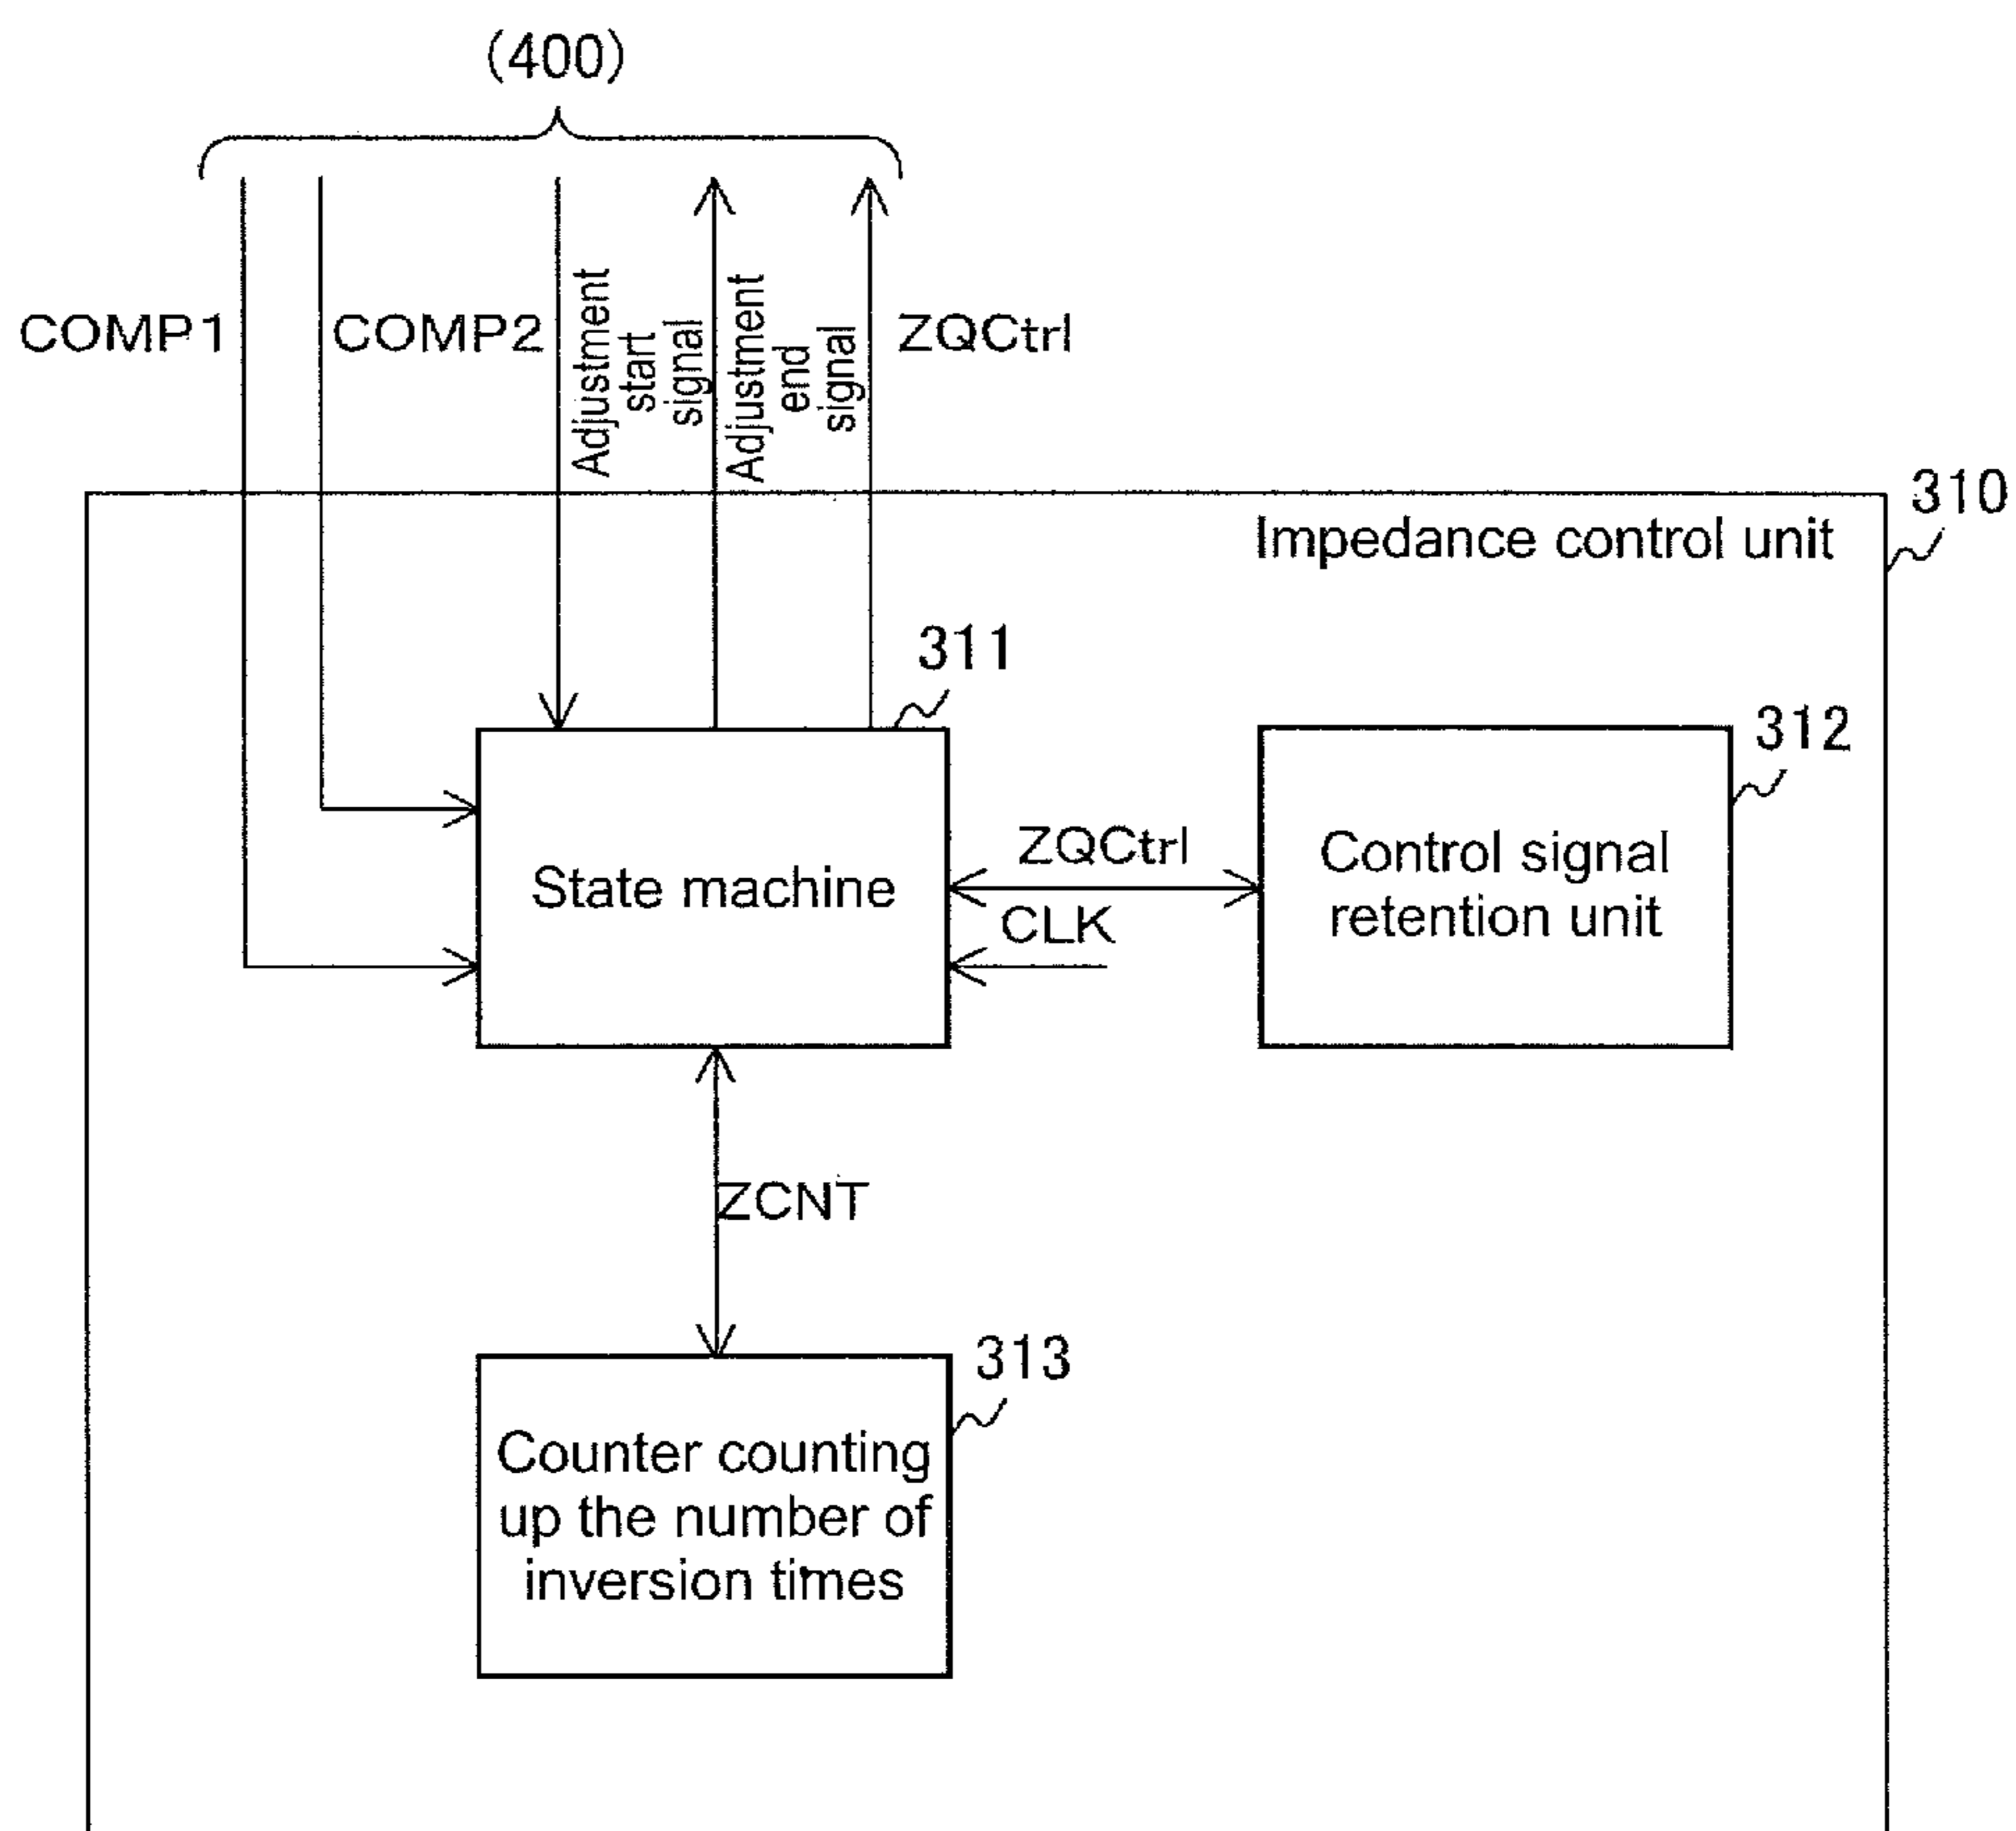 (400)
COMP1
COMP2
Adjustment
start
signal
Adjustment
end
signal
ZQCtrl
310
Impedance control unit
311
312
State machine
ZQCtrl
CLK
Control signal
retention unit
ZCNT
313
Counter counting
up the number of
inversion times